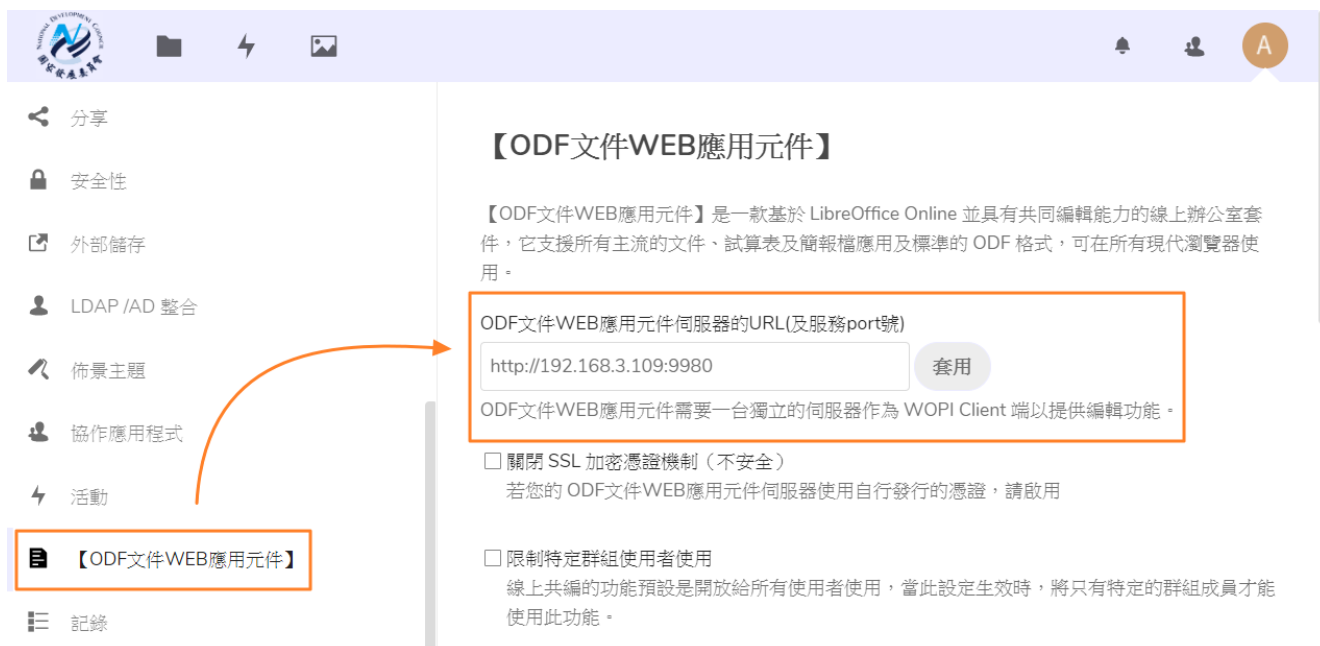 NATIONAL DEVELOPMENT COUNCIL
國家發展委員會
A
分享
安全性
外部儲存
LDAP /AD 整合
佈景主題
協作應用程式
活動
【ODF文件WEB應用元件】
記錄
【ODF文件WEB應用元件】
【ODF文件WEB應用元件】是一款基於 LibreOffice Online 並具有共同編輯能力的線上辦公室套
件，它支援所有主流的文件、試算表及簡報檔應用及標準的 ODF 格式，可在所有現代瀏覽器使
用。
ODF文件WEB應用元件伺服器的URL(及服務port號)
http://192.168.3.109:9980
套用
ODF文件WEB應用元件需要一台獨立的伺服器作為 WOPI Client 端以提供編輯功能。
關閉 SSL 加密憑證機制（不安全）
若您的 ODF文件WEB應用元件伺服器使用自行發行的憑證，請啟用
限制特定群組使用者使用
線上共編的功能預設是開放給所有使用者使用，當此設定生效時，將只有特定的群組成員才能
使用此功能。